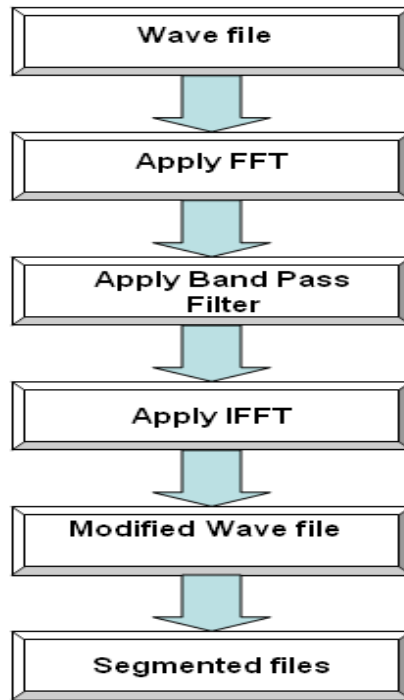 Wave file
Apply FFT
Apply Band Pass
Filter
Apply IFFT
Modified Wave file
Segmented files